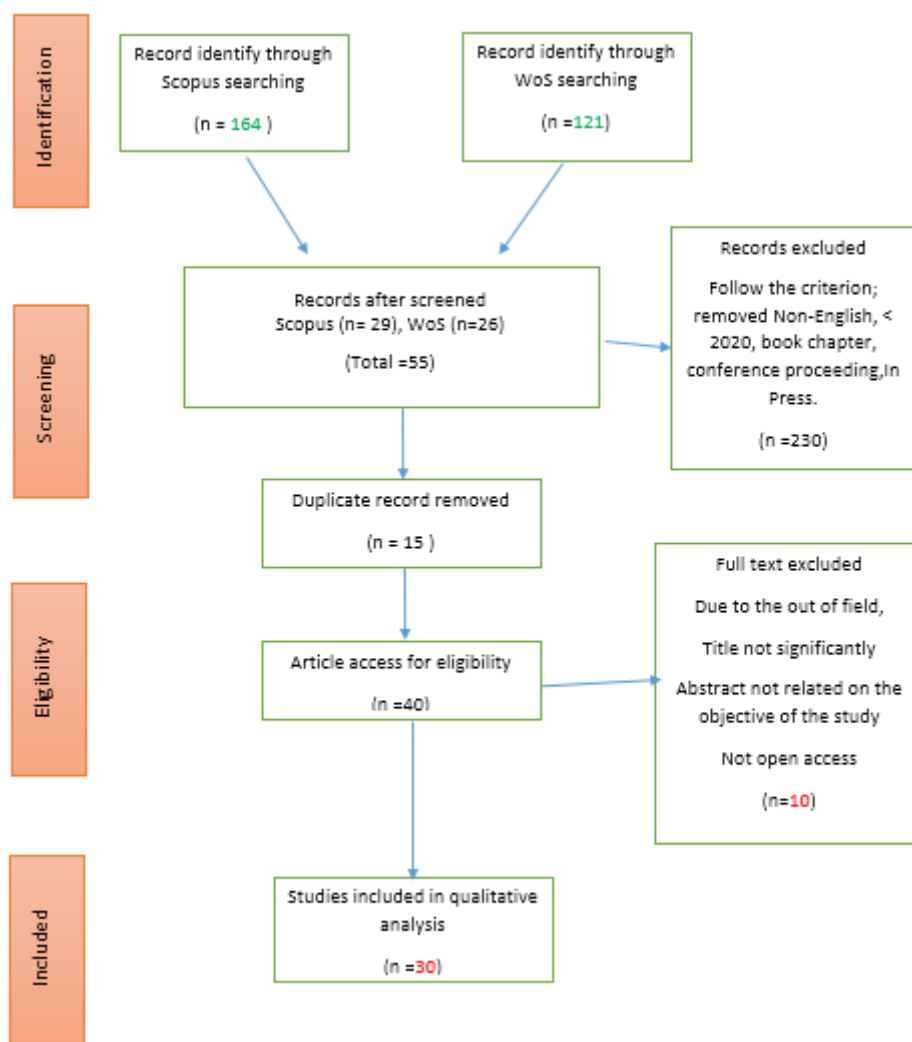 Identification
Record identify through
Scopus searching
(n = 164 )
Record identify through
WoS searching
(n =121)
Screening
Records after screened
Scopus (n= 29), WoS (n=26)
(Total =55)
Records excluded
Follow the criterion;
removed Non-English, <
2020, book chapter,
conference proceeding,In
Press.
(n =230)
Duplicate record removed
(n = 15 )
Eligibility
Article access for eligibility
(n =40)
Full text excluded
Due to the out of field,
Title not significantly
Abstract not related on the
objective of the study
Not open access
(n=10)
Included
Studies included in qualitative
analysis
(n =30)